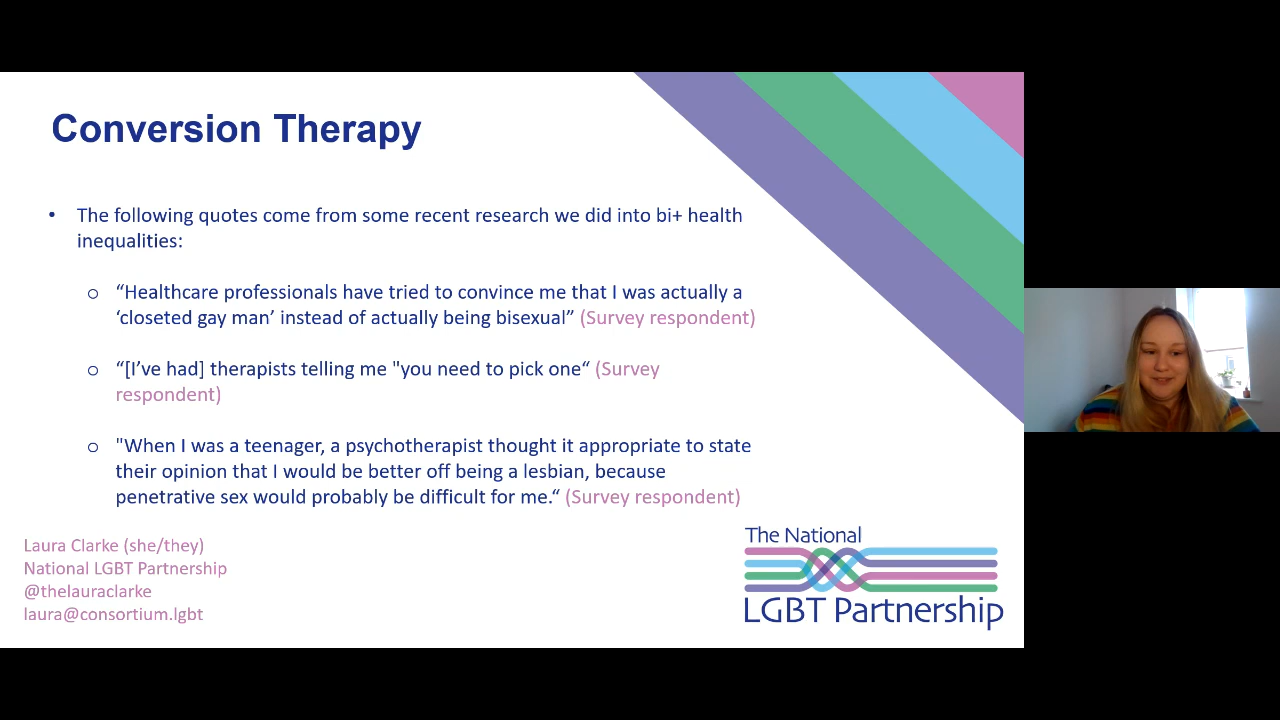 Conversion Therapy
• The following quotes come from some recent research we did into bi+ health
inequalities:
o “Healthcare professionals have tried to convince me that I was actually a
‘closeted gay man’ instead of actually being bisexual” (Survey respondent)
o “[I’ve had] therapists telling me "you need to pick one“ (Survey
respondent)
o "When I was a teenager, a psychotherapist thought it appropriate to state
their opinion that I would be better off being a lesbian, because
penetrative sex would probably be difficult for me.“ (Survey respondent)
Laura Clarke (she/they)
National LGBT Partnership
@thelauraclarke
laura@consortium.lgbt
The National
LGBT Partnership